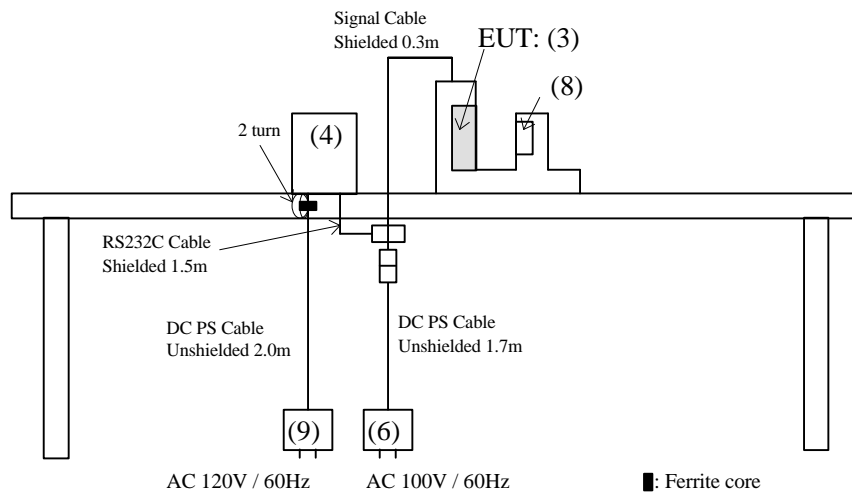 Signal Cable
Shielded 0.3m
EUT: (3)
(8)
2 turn
(4)
RS232C Cable
Shielded 1.5m
DC PS Cable
Unshielded 2.0m
DC PS Cable
Unshielded 1.7m
(9)
(6)
AC 120V / 60Hz
AC 100V / 60Hz
: Ferrite core